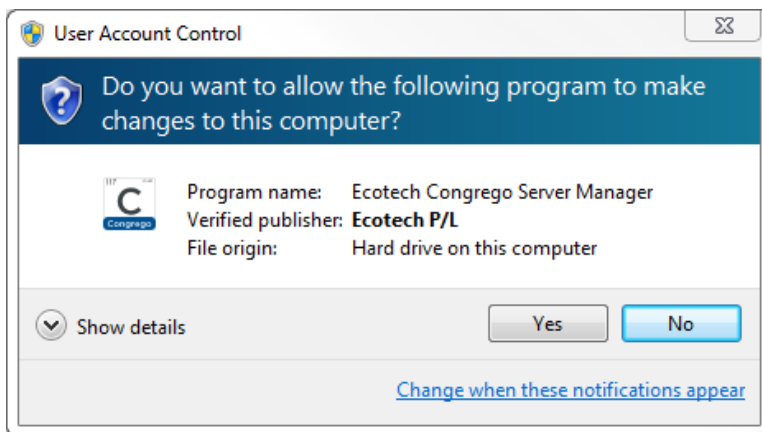 User Account Control
Do you want to allow the following program to make
changes to this computer?
C
Congrego
Program name: Ecotech Congrego Server Manager
Verified publisher: Ecotech P/L
File origin: Hard drive on this computer
Show details
Yes
No
Change when these notifications appear